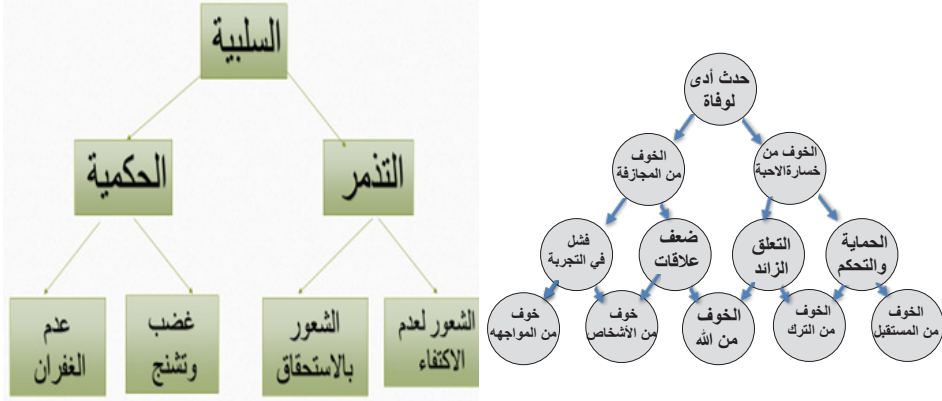 السلبية
التذمر
الحكمية
الشعور لعدم
الاكتفاء
الشعور
بالاستحقاق
غضب
وتشنج
عدم
الغفران
حدث أدى
لوفاة
الخوف من
خسارةالاحبة
الخوف
من المجازفة
الحماية
والتحكم
التعلق
الزائد
ضعف
علاقات
فشل
في التجربة
الخوف
من المستقبل
الخوف
من الترك
الخوف
من الله
خوف
من الأشخاص
خوف
من المواجهه